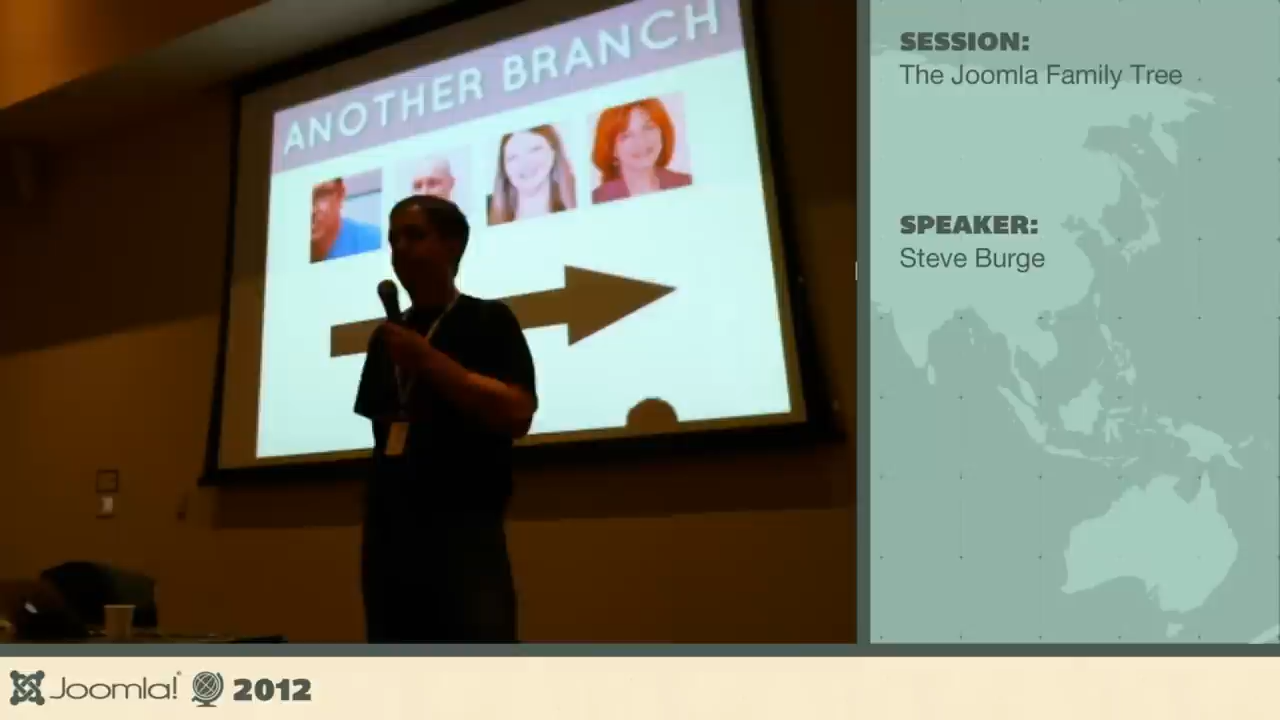 ANOTHER BRANCH
SESSION:
The Joomla Family Tree
SPEAKER:
Steve Burge
Joomla! 2012